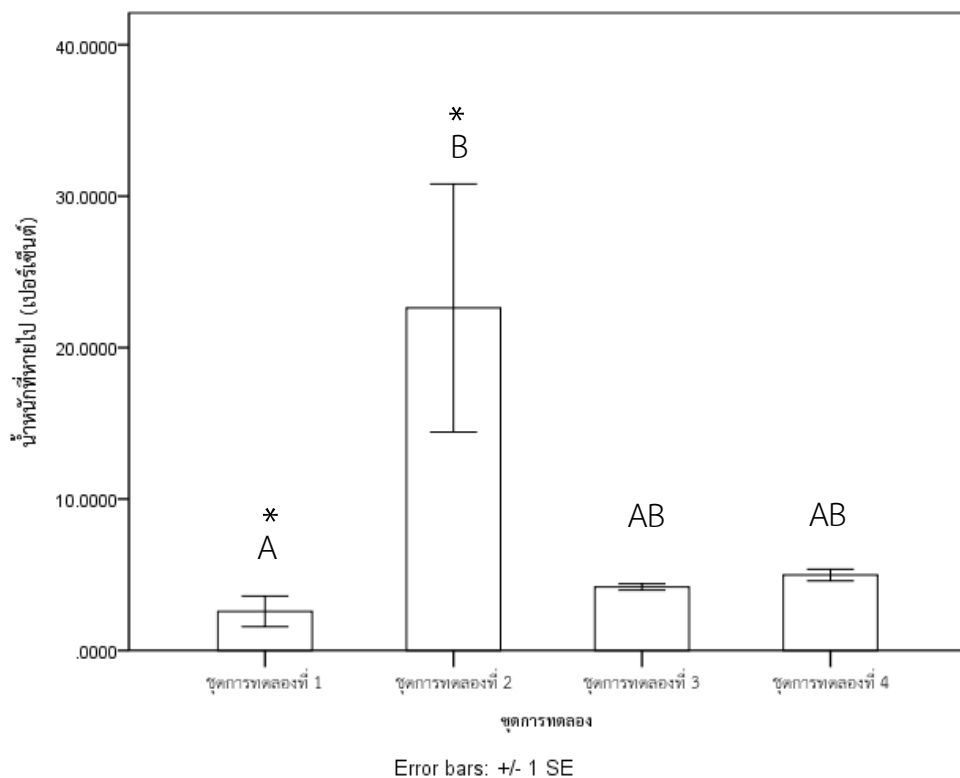 40.0000
*
B
30.0000
น้ำหนักที่หายไป (เปอร์เซ็นต์)
20.0000
10.0000
*
A
AB
AB
.0000
ชุดการทดลองที่ 1
ชุดการทดลองที่ 2
ชุดการทดลองที่ 3
ชุดการทดลองที่ 4
ชุดการทดลอง
Error bars: +/- 1 SE